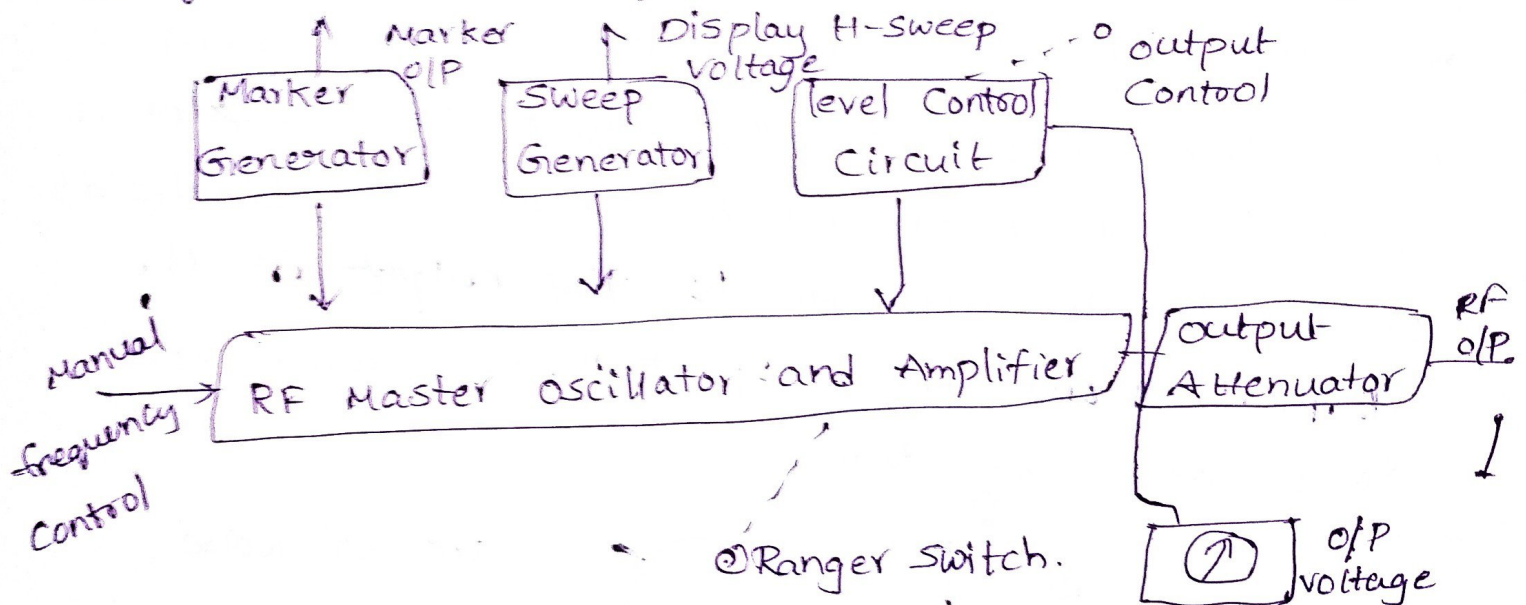 Marker
O/P
Display H-Sweep
Voltage
output
Control
Marker
Generator
Sweep
Generator
level Control
Circuit
Manual
frequency
Control
RF Master oscillator and Amplifier
output
Attenuator
RF
O/P.
Ranger Switch.
O/P
voltage